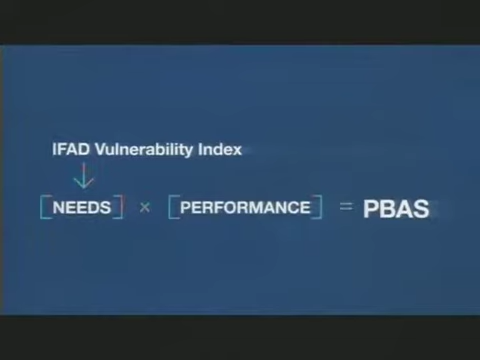 IFAD Vulnerability Index
[NEEDS] × [PERFORMANCE] = PBAS